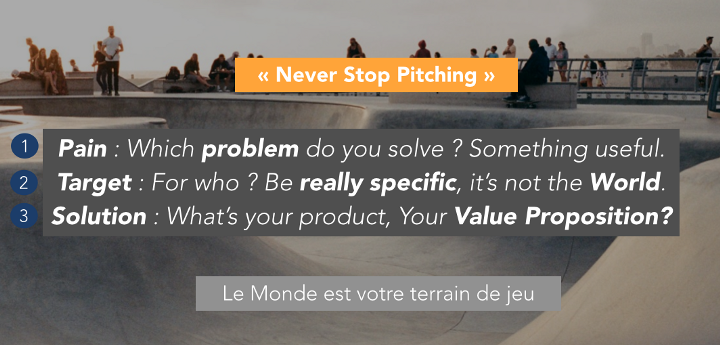 « Never Stop Pitching »
1 Pain : Which problem do you solve ? Something useful.
2 Target : For who ? Be really specific, it's not the World.
3 Solution : What's your product, Your Value Proposition?
Le Monde est votre terrain de jeu